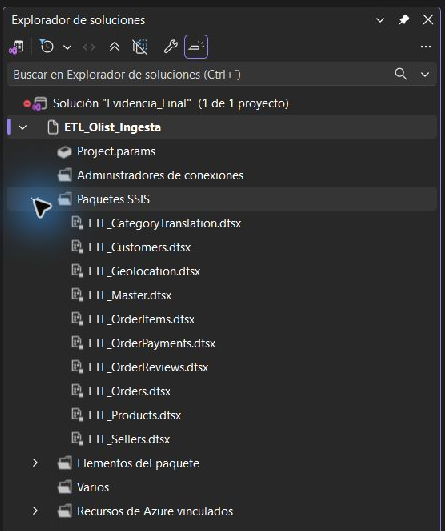 Explorador de soluciones
Buscar en Explorador de soluciones (Ctrl+¨)
Solución "Evidencia_Final" (1 de 1 proyecto)
ETL_Olist_Ingesta
Project.params
Administradores de conexiones
Paquetes SSIS
ETL_CategoryTranslation.dtsx
ETL_Customers.dtsx
ETL_Geolocation.dtsx
ETL_Master.dtsx
ETL_OrderItems.dtsx
ETL_OrderPayments.dtsx
ETL_OrderReviews.dtsx
ETL_Orders.dtsx
ETL_Products.dtsx
ETL_Sellers.dtsx
Elementos del paquete
Varios
Recursos de Azure vinculados